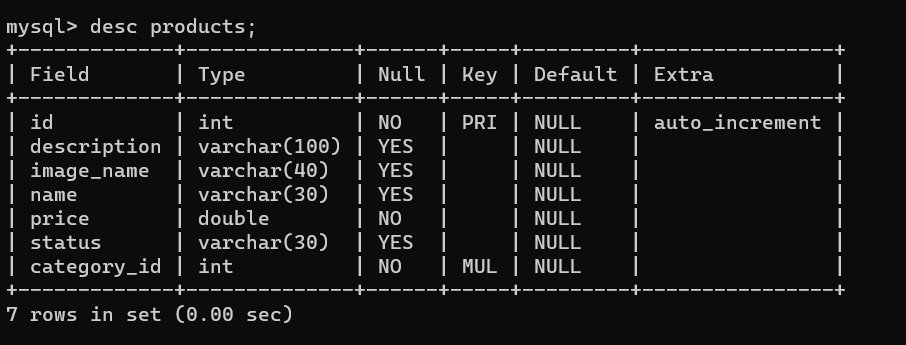 mysql> desc products;
+-------------+--------------+------+-----+---------+----------------+
| Field       | Type         | Null | Key | Default | Extra          |
+-------------+--------------+------+-----+---------+----------------+
| id          | int          | NO   | PRI | NULL    | auto_increment |
| description | varchar(100) | YES  |     | NULL    |                |
| image_name  | varchar(40)  | YES  |     | NULL    |                |
| name        | varchar(30)  | YES  |     | NULL    |                |
| price       | double       | NO   |     | NULL    |                |
| status      | varchar(30)  | YES  |     | NULL    |                |
| category_id | int          | NO   | MUL | NULL    |                |
+-------------+--------------+------+-----+---------+----------------+
7 rows in set (0.00 sec)